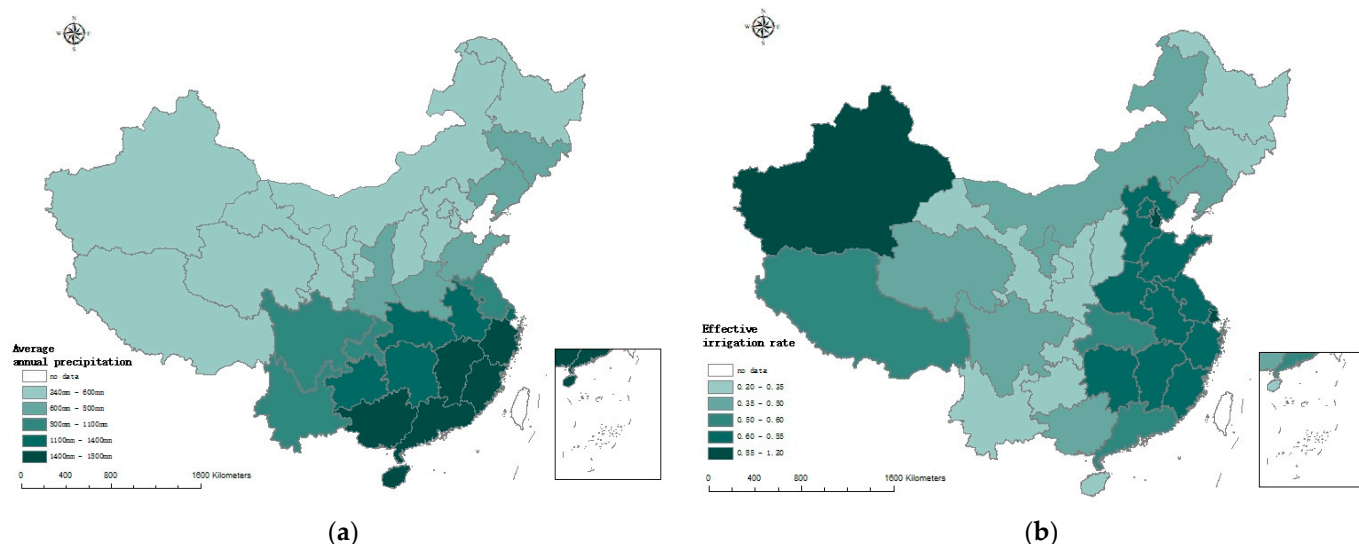 N
W E
S
Average
annual precipitation
no data
240mm - 600mm
600mm - 800mm
800mm - 1100mm
1100mm - 1400mm
1400mm - 1800mm
0 400 800 1600 Kilometers
(a)
N
W E
S
Effective
irrigation rate
no data
0.20 - 0.35
0.35 - 0.50
0.50 - 0.60
0.60 - 0.85
0.85 - 1.20
0 400 800 1600 Kilometers
(b)